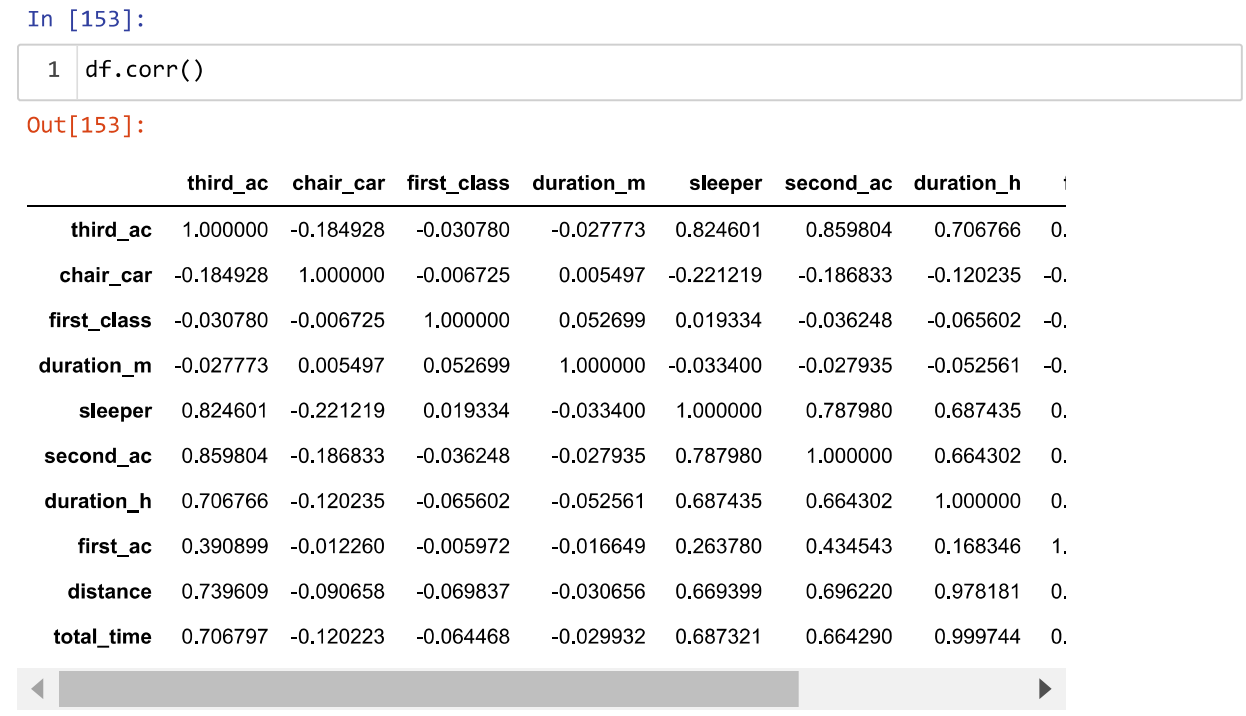 In [153]:
1 df.corr()
Out[153]:
third_ac chair_car first_class duration_m sleeper second_ac duration_h
third_ac 1.000000 -0.184928 -0.030780 -0.027773 0.824601 0.859804 0.706766 0.
chair_car -0.184928 1.000000 -0.006725 0.005497 -0.221219 -0.186833 -0.120235 -0.
first_class -0.030780 -0.006725 1.000000 0.052699 0.019334 -0.036248 -0.065602 -0.
duration_m -0.027773 0.005497 0.052699 1.000000 -0.033400 -0.027935 -0.052561 -0.
sleeper 0.824601 -0.221219 0.019334 -0.033400 1.000000 0.787980 0.687435 0.
second_ac 0.859804 -0.186833 -0.036248 -0.027935 0.787980 1.000000 0.664302 0.
duration_h 0.706766 -0.120235 -0.065602 -0.052561 0.687435 0.664302 1.000000 0.
first_ac 0.390899 -0.012260 -0.005972 -0.016649 0.263780 0.434543 0.168346 1.
distance 0.739609 -0.090658 -0.069837 -0.030656 0.669399 0.696220 0.978181 0.
total_time 0.706797 -0.120223 -0.064468 -0.029932 0.687321 0.664290 0.999744 0.